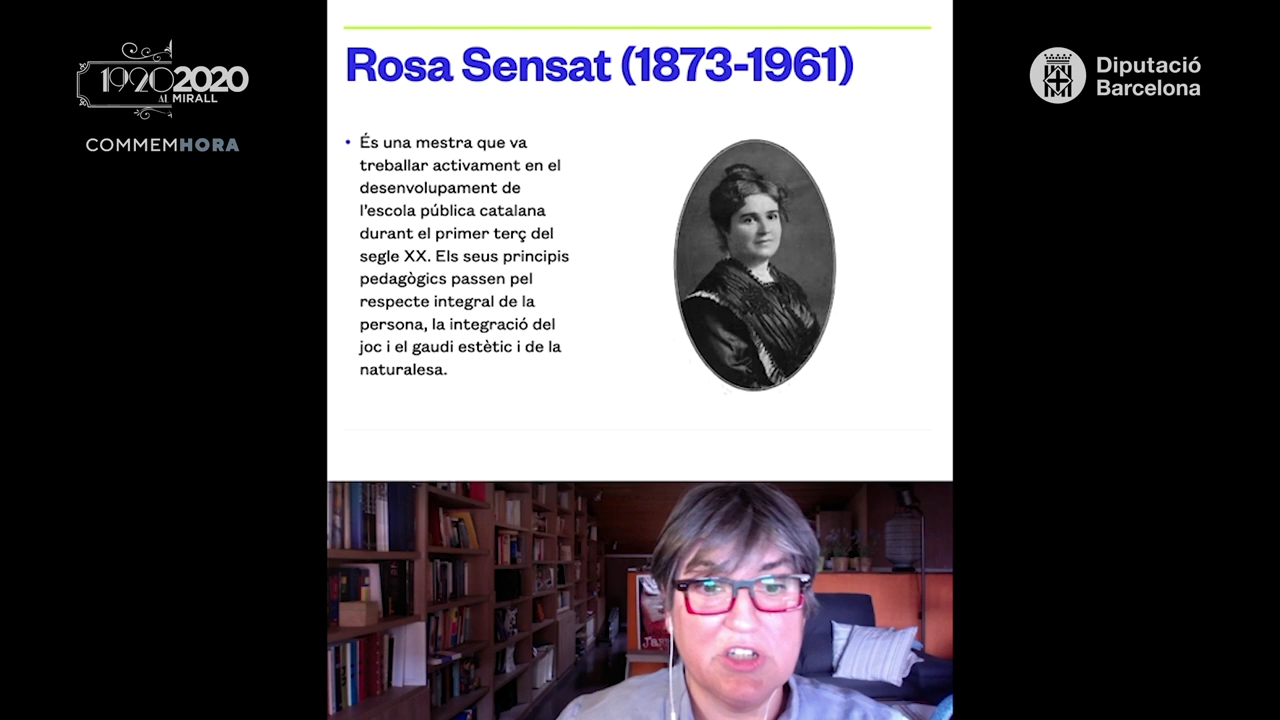 19202020
AL MIRALL
COMMEMHORA
Diputació
Barcelona
Rosa Sensat (1873-1961)
• És una mestra que va
treballar activament en el
desenvolupament de
l'escola pública catalana
durant el primer terç del
segle XX. Els seus principis
pedagògics passen pel
respecte integral de la
persona, la integració del
joc i el gaudi estètic i de la
naturalesa.